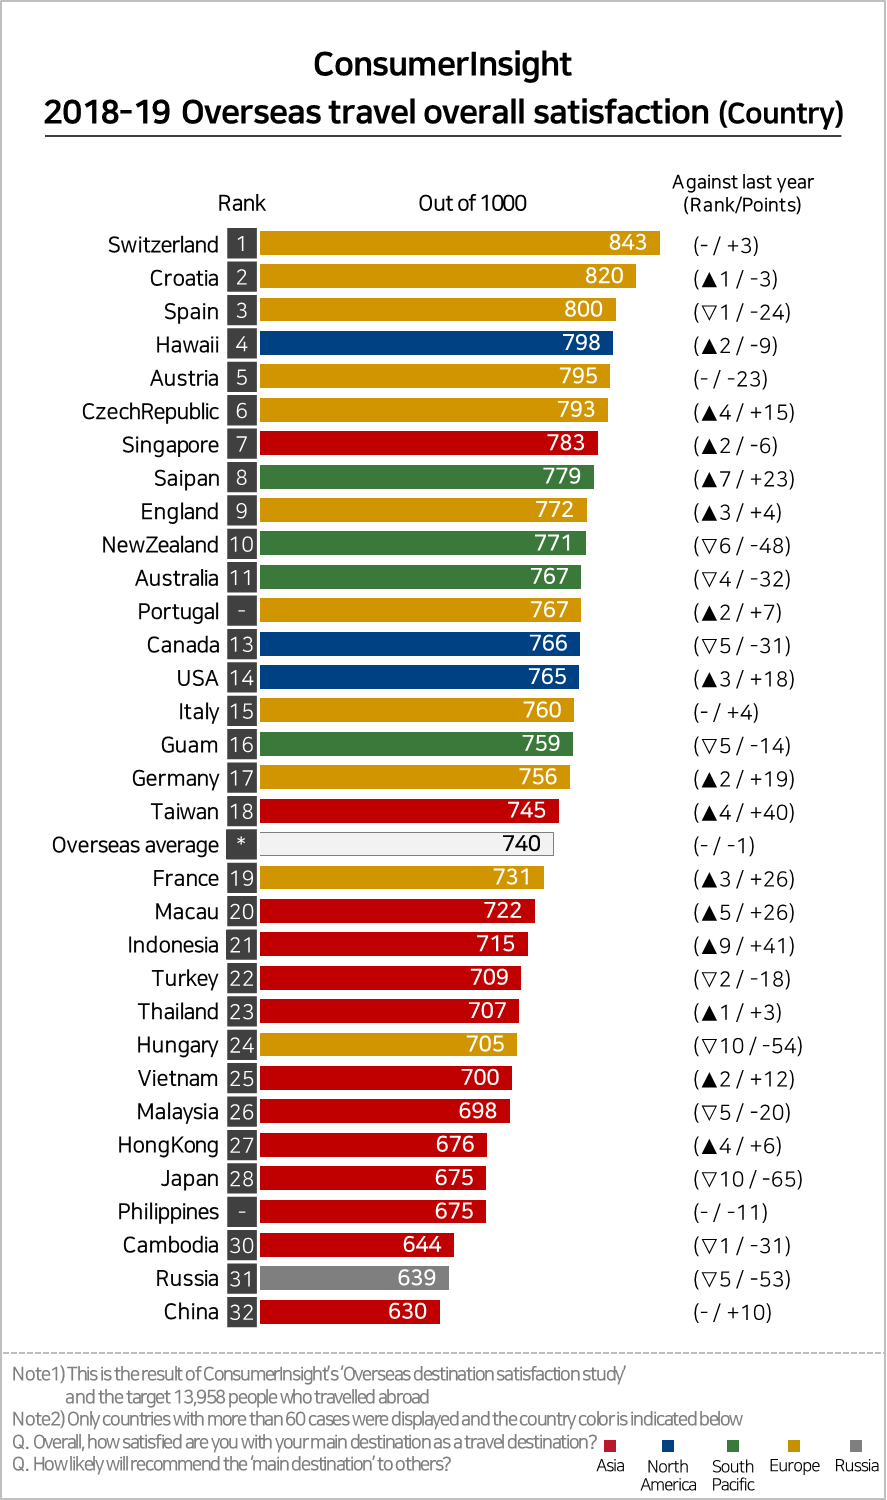 ConsumerInsight
2018-19 Overseas travel overall satisfaction (Country)
Rank Out of 1000 Against last year (Rank/Points)
Switzerland 1 843 (- / +3)
Croatia 2 820 (▲1 / -3)
Spain 3 800 (▽1 / -24)
Hawaii 4 798 (▲2 / -9)
Austria 5 795 (- / -23)
CzechRepublic 6 793 (▲4 / +15)
Singapore 7 783 (▲2 / -6)
Saipan 8 779 (▲7 / +23)
England 9 772 (▲3 / +4)
NewZealand 10 771 (▽6 / -48)
Australia 11 767 (▽4 / -32)
Portugal - 767 (▲2 / +7)
Canada 13 766 (▽5 / -31)
USA 14 765 (▲3 / +18)
Italy 15 760 (- / +4)
Guam 16 759 (▽5 / -14)
Germany 17 756 (▲2 / +19)
Taiwan 18 745 (▲4 / +40)
Overseas average * 740 (- / -1)
France 19 731 (▲3 / +26)
Macau 20 722 (▲5 / +26)
Indonesia 21 715 (▲9 / +41)
Turkey 22 709 (▽2 / -18)
Thailand 23 707 (▲1 / +3)
Hungary 24 705 (▽10 / -54)
Vietnam 25 700 (▲2 / +12)
Malaysia 26 698 (▽5 / -20)
HongKong 27 676 (▲4 / +6)
Japan 28 675 (▽10 / -65)
Philippines - 675 (- / -11)
Cambodia 30 644 (▽1 / -31)
Russia 31 639 (▽5 / -53)
China 32 630 (- / +10)
Note1) This is the result of ConsumerInsight's 'Overseas destination satisfaction study'
and the target 13,958 people who travelled abroad
Note2) Only countries with more than 60 cases were displayed and the country color is indicated below
Q. Overall, how satisfied are you with your main destination as a travel destination?
Q. How likely will recommend the 'main destination' to others?
Asia
North America
South Pacific
Europe
Russia